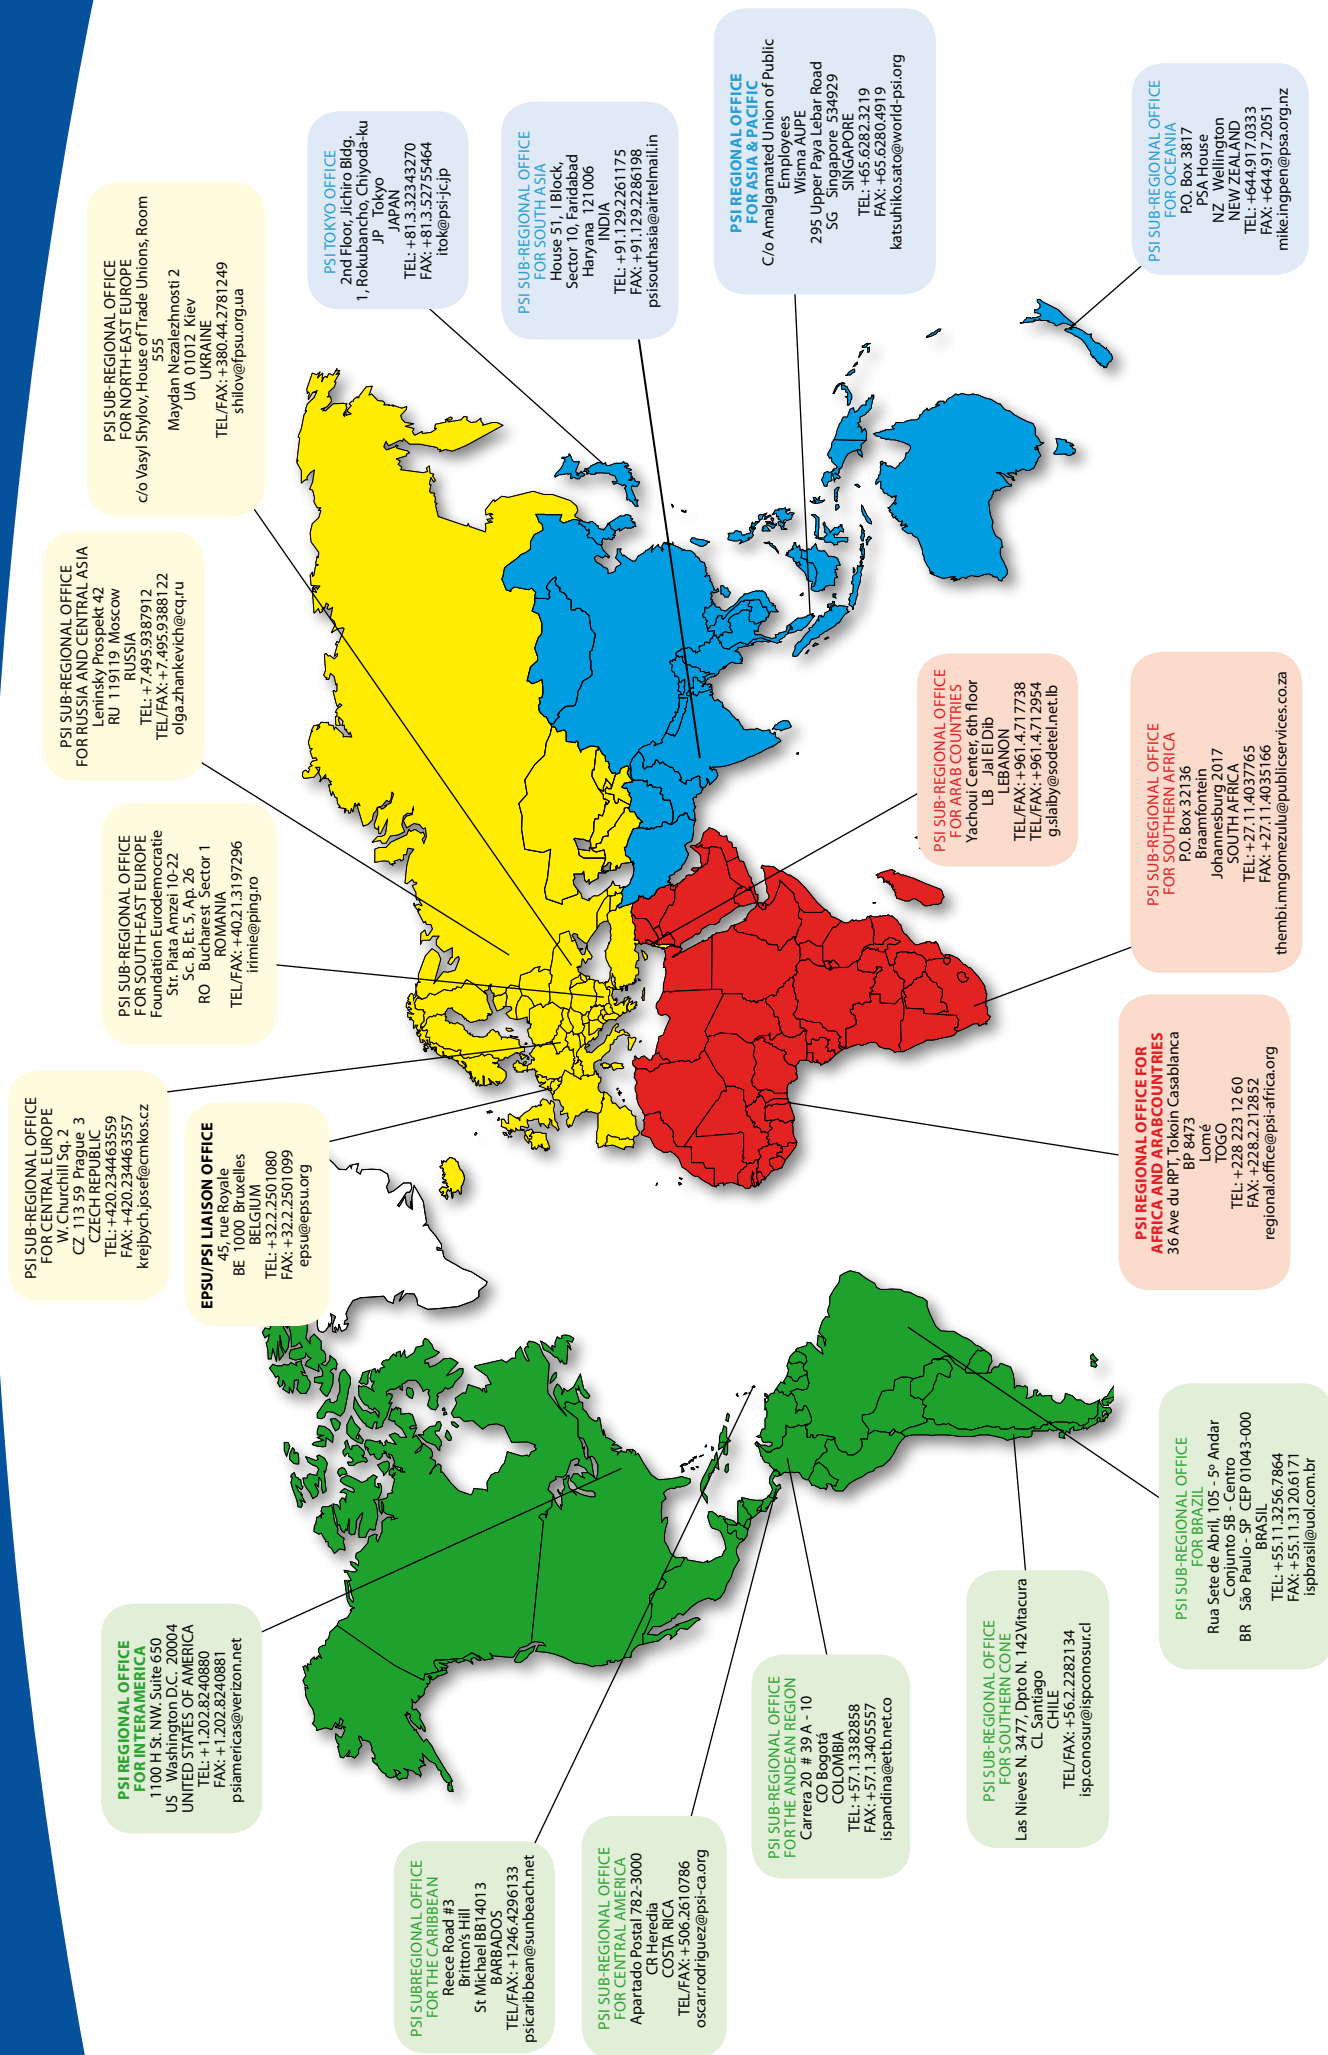 PSI REGIONAL OFFICE
FOR INTERAMERICA
1100 H St. NW. Suite 650
US Washington D.C. 20004
UNITED STATES OF AMERICA
TEL: +1.202.8240880
FAX: +1.202.8240881
psiamericas@verizon.net
PSI SUBREGIONAL OFFICE
FOR THE CARIBBEAN
Reece Road #3
Britton's Hill
St Michael BB14013
BARBADOS
TEL/FAX: +1246.4296133
psicaribbean@sunbeach.net
PSI SUB-REGIONAL OFFICE
FOR CENTRAL AMERICA
Apartado Postal 782-3000
CR Heredia
COSTA RICA
TEL/FAX: +506.2610786
oscar.rodriguez@psi-ca.org
PSI SUB-REGIONAL OFFICE
FOR THE ANDEAN REGION
Carrera 20 # 39 A - 10
CO Bogotá
COLOMBIA
TEL: +57.1.3382858
FAX: +57.1.3405557
ispandina@etb.net.co
PSI SUB-REGIONAL OFFICE
FOR SOUTHERN CONE
Las Nieves N. 3477, Dpto N. 142Vitacura
CL Santiago
CHILE
TEL/FAX: +56.2.2282134
isp.conosur@ispconosur.cl
PSI SUB-REGIONAL OFFICE
FOR BRAZIL
Rua Sete de Abril, 105 - 5º Andar
Conjunto 5B - Centro
BR São Paulo - SP CEP 01043-000
BRASIL
TEL: +55.11.3256.7864
FAX: +55.11.3120.6171
ispbrasil@uol.com.br
PSI SUB-REGIONAL OFFICE
FOR CENTRAL EUROPE
W. Churchill Sq. 2
CZ 113 59 Prague 3
CZECH REPUBLIC
TEL: +420.234463559
FAX: +420.234463557
krejbych.josef@cmkos.cz
EPSU/PSI LIAISON OFFICE
45, rue Royale
BE 1000 Bruxelles
BELGIUM
TEL: +32.2.2501080
FAX: +32.2.2501099
epsu@epsu.org
PSI SUB-REGIONAL OFFICE
FOR SOUTH-EAST EUROPE
Foundation Eurodemocratie
Str. Piata Amzei 10-22
Sc. B, Et. 5, Ap. 26
RO Bucharest Sector 1
ROMANIA
TEL/FAX: +40.21.3197296
irimie@ping.ro
PSI SUB-REGIONAL OFFICE
FOR RUSSIA AND CENTRAL ASIA
Leninsky Prospekt 42
RU 119119 Moscow
RUSSIA
TEL: +7.495.9387912
TEL/FAX: +7.495.9388122
olga.zhankevich@cq.ru
PSI SUB-REGIONAL OFFICE
FOR NORTH-EAST EUROPE
c/o Vasyl Shylov, House of Trade Unions, Room
555
Maydan Nezalezhnosti 2
UA 01012 Kiev
UKRAINE
TEL/FAX: +380.44.2781249
shilov@fpsu.org.ua
PSI REGIONAL OFFICE FOR
AFRICA AND ARABCOUNTRIES
36 Ave du RPT, Tokoin Casablanca
BP 8473
Lomé
TOGO
TEL: +228 223 12 60
FAX: +228.2.212852
regional.office@psi-africa.org
PSI SUB-REGIONAL OFFICE
FOR SOUTHERN AFRICA
P.O. Box 32136
Braamfontein
Johannesburg 2017
SOUTH AFRICA
TEL: +27.11.4037765
FAX: +27.11.4035166
thembi.mngomezulu@publicservices.co.za
PSI SUB-REGIONAL OFFICE
FOR ARAB COUNTRIES
Yachoui Center, 6th floor
LB Jal El Dib
LEBANON
TEL/FAX: +961.4.717738
TEL/FAX: +961.4.712954
g.slaiby@sodetel.net.lb
PSI TOKYO OFFICE
2nd Floor, Jichiro Bldg.
1, Rokubancho, Chiyoda-ku
JP Tokyo
JAPAN
TEL: +81.3.32343270
FAX: +81.3.52755464
itok@psi-jc.jp
PSI SUB-REGIONAL OFFICE
FOR SOUTH ASIA
House 51, I Block,
Sector 10, Faridabad
Haryana 121006
INDIA
TEL: +91.129.2261175
FAX: +91.129.2286198
psisouthasia@airtelmail.in
PSI REGIONAL OFFICE
FOR ASIA & PACIFIC
C/o Amalgamated Union of Public
Employees
Wisma AUPE
295 Upper Paya Lebar Road
SG Singapore 534929
SINGAPORE
TEL: +65.6282.3219
FAX: +65.6280.4919
katsuhiko.sato@world-psi.org
PSI SUB-REGIONAL OFFICE
FOR OCEANIA
P.O. Box 3817
PSA House
NZ Wellington
NEW ZEALAND
TEL: +644.917.0333
FAX: +644.917.2051
mike.ingpen@psa.org.nz